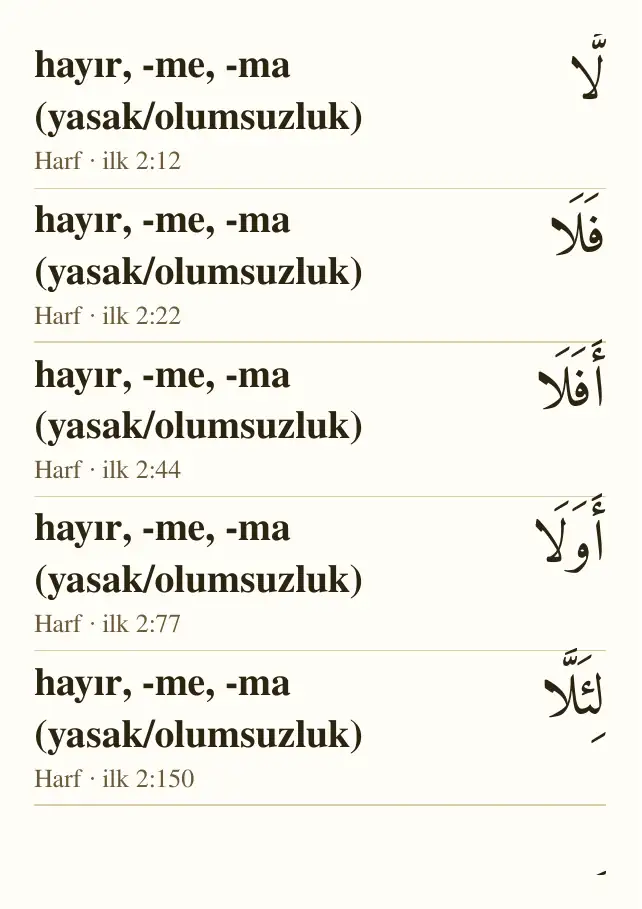 hayır, -me, -ma لَّا
(yasak/olumsuzluk)
Harf · ilk 2:12
hayır, -me, -ma فَلَا
(yasak/olumsuzluk)
Harf · ilk 2:22
hayır, -me, -ma أَفَلَا
(yasak/olumsuzluk)
Harf · ilk 2:44
hayır, -me, -ma أَوَلَا
(yasak/olumsuzluk)
Harf · ilk 2:77
hayır, -me, -ma لِئَلَّا
(yasak/olumsuzluk)
Harf · ilk 2:150